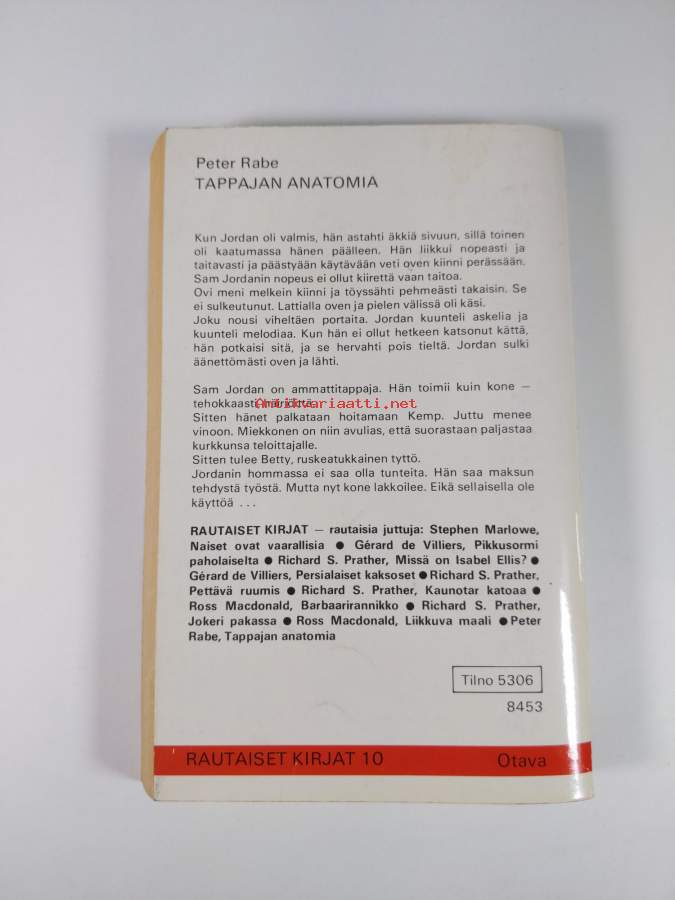 Peter Rabe
TAPPAJAN ANATOMIA
Kun Jordan oli valmis, hän astahti äkkiä sivuun, sillä toinen
oli kaatumassa hänen päälleen. Hän liikkui nopeasti ja
taitavasti ja päästyään käytävään veti oven kiinni perässään.
Sam Jordanin nopeus ei ollut kiirettä vaan taitoa.
Ovi meni melkein kiinni ja töyssähti pehmeästi takaisin. Se
ei sulkeutunut. Lattialla oven ja pielen välissä oli käsi.
Joku nousi viheltäen portaita. Jordan kuunteli askelia ja
kuunteli melodiaa. Kun hän ei ollut hetkeen katsonut kättä,
hän potkaisi sitä, ja se hervahti pois tieltä. Jordan sulki
äänettömästi oven ja lähti.
Sam Jordan on ammattitappaja. Hän toimii kuin kone —
tehokkaasti
Antikvariaatti.net
Sitten hänet palkataan hoitamaan Kemp. Juttu menee
vinoon. Miekkonen on niin avulias, että suorastaan paljastaa
kurkkunsa teloittajalle.
Sitten tulee Betty, ruskeatukkainen tyttö.
Jordanin hommassa ei saa olla tunteita. Hän saa maksun
tehdystä työstä. Mutta nyt kone lakkoilee. Eikä sellaisella ole
käyttöä ...
RAUTAISET KIRJAT — rautaisia juttuja: Stephen Marlowe,
Naiset ovat vaarallisia ● Gérard de Villiers, Pikkusormi
paholaiselta ● Richard S. Prather, Missä on Isabel Ellis? ●
Gérard de Villiers, Persialaiset kaksoset ● Richard S. Prather,
Pettävä ruumis ● Richard S. Prather, Kaunotar katoaa ●
Ross Macdonald, Barbaarirannikko ● Richard S. Prather,
Jokeri pakassa ● Ross Macdonald, Liikkuva maali ● Peter
Rabe, Tappajan anatomia
Tilno 5306
8453
RAUTAISET KIRJAT 10 Otava